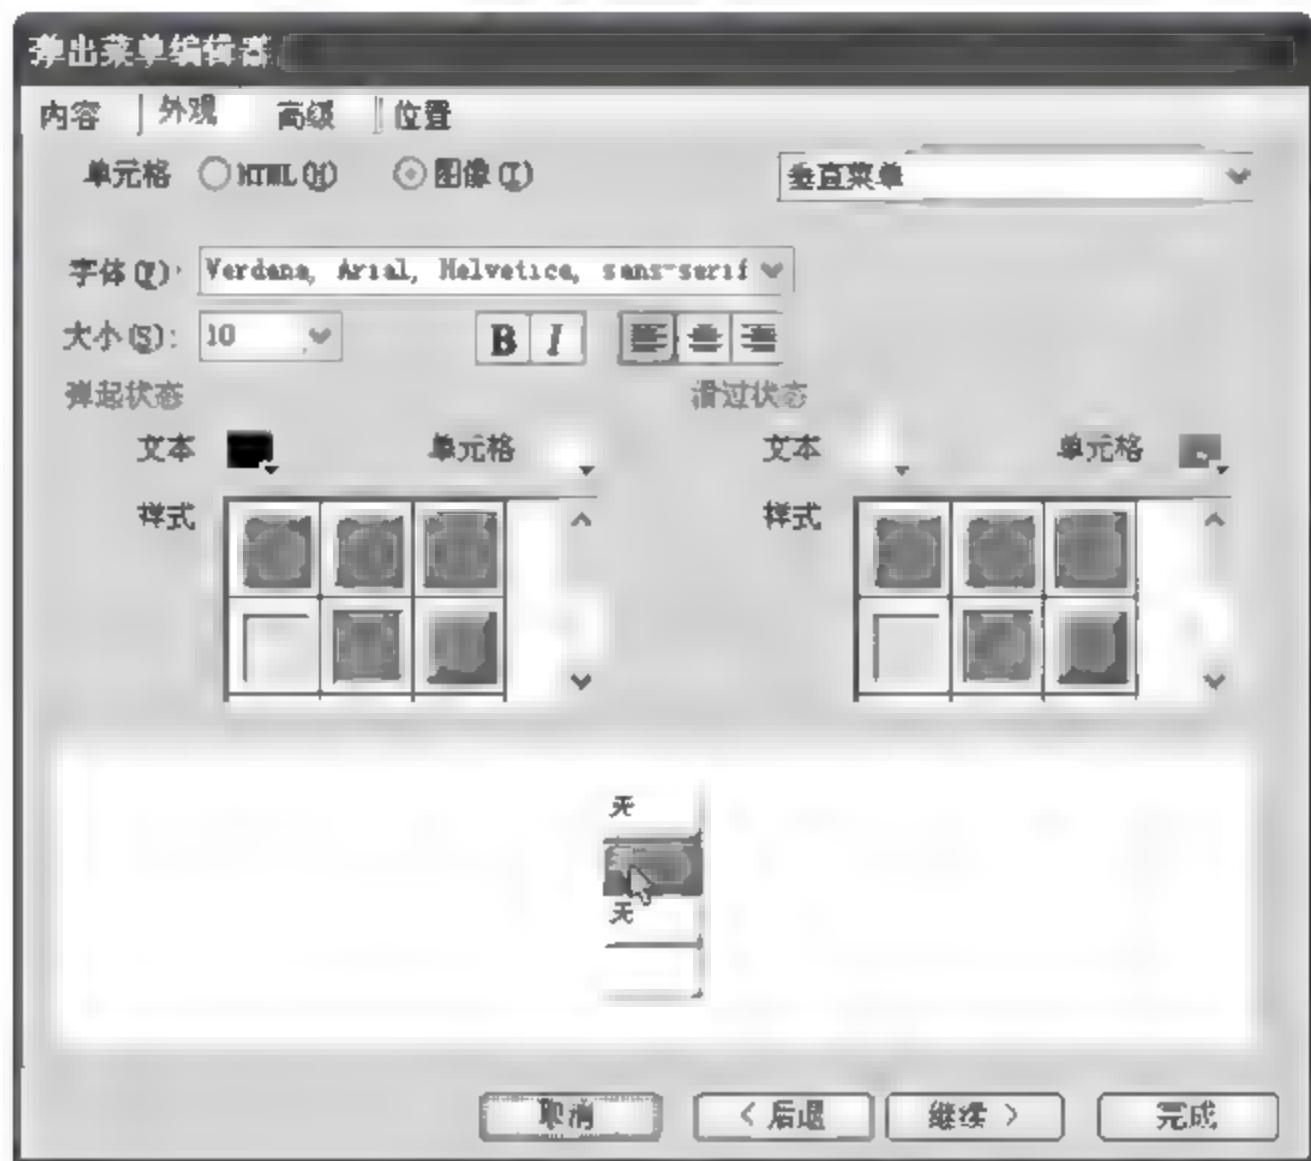 弹出菜单编辑器
内容 外观 高级 位置
单元格 HTML(H) 图像(I) 垂直菜单
字体(F): Verdana, Arial, Helvetica, sans-serif
大小(S): 10 B I
弹起状态 滑过状态
文本 单元格 文本 单元格
样式 样式
无
无
取消 < 后退 继续 > 完成